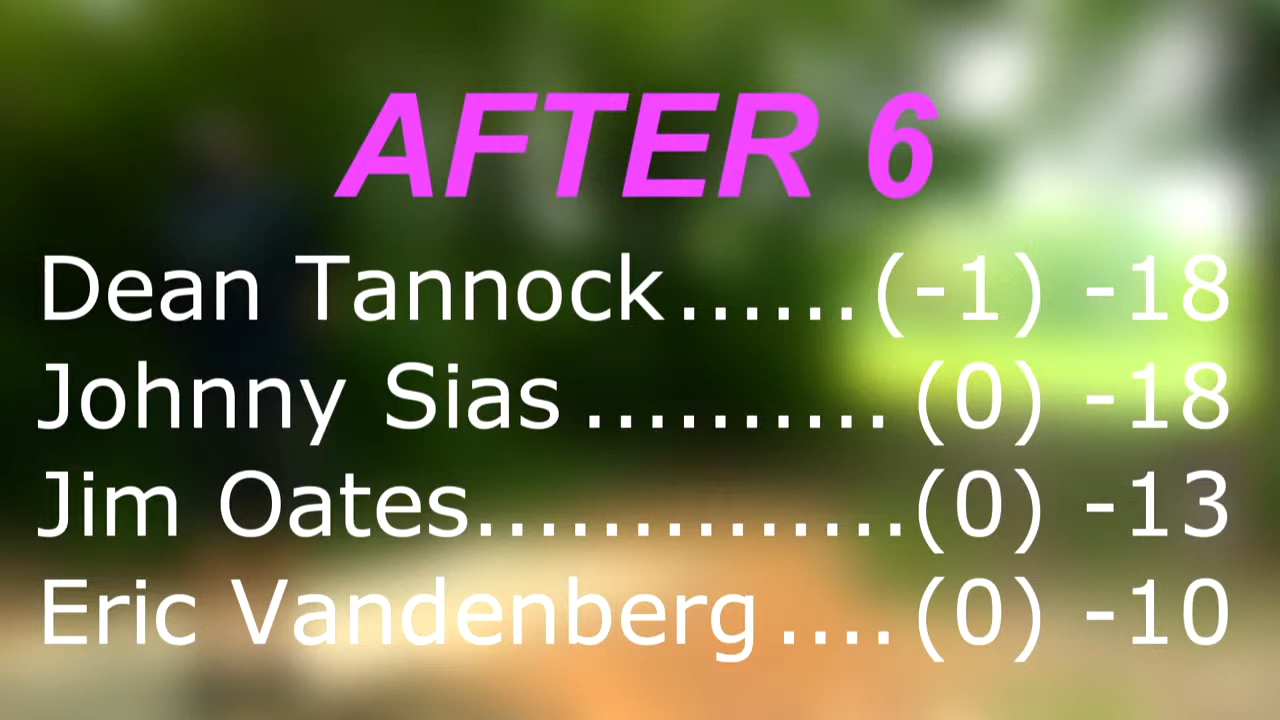 AFTER 6
Dean Tannock......(-1) -18
Johnny Sias ..........(0) -18
Jim Oates..............(0) -13
Eric Vandenberg ....(0) -10